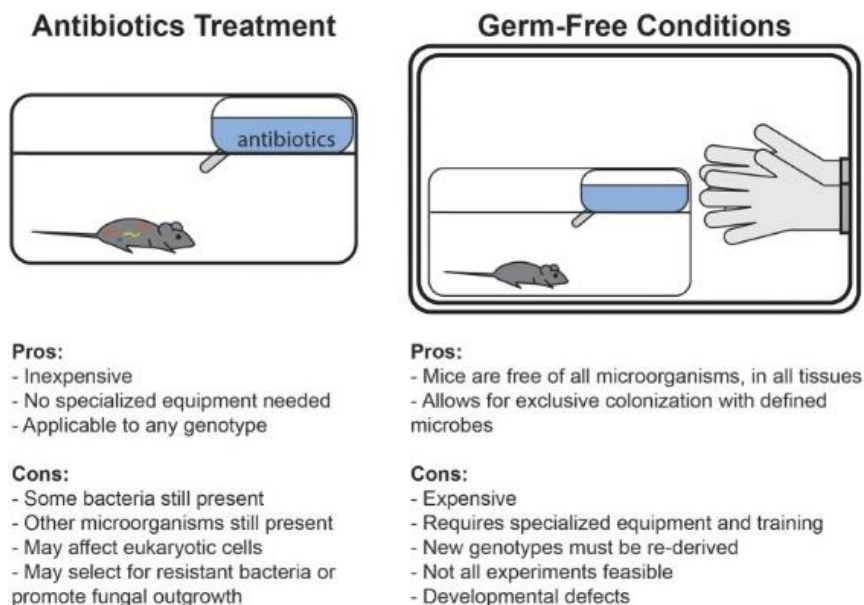 Antibiotics Treatment
antibiotics
Pros:
- Inexpensive
- No specialized equipment needed
- Applicable to any genotype
Cons:
- Some bacteria still present
- Other microorganisms still present
- May affect eukaryotic cells
- May select for resistant bacteria or
promote fungal outgrowth
Germ-Free Conditions
Pros:
- Mice are free of all microorganisms, in all tissues
- Allows for exclusive colonization with defined
microbes
Cons:
- Expensive
- Requires specialized equipment and training
- New genotypes must be re-derived
- Not all experiments feasible
- Developmental defects